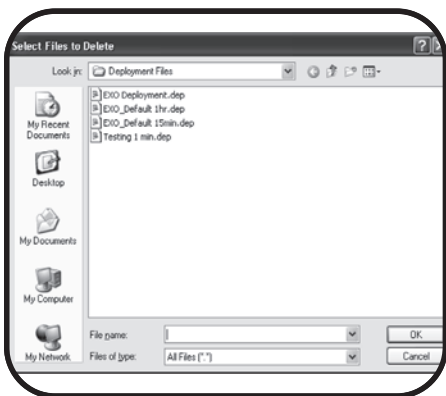 Select Files to Delete
Look in: Deployment Files
EXO Deployment.dep
EXO_Default 1hr.dep
EXO_Default 15min.dep
Testing 1 min.dep
My Recent
Documents
Desktop
My Documents
My Computer
My Network
File name: OK
Files of type: All Files (*.*) Cancel